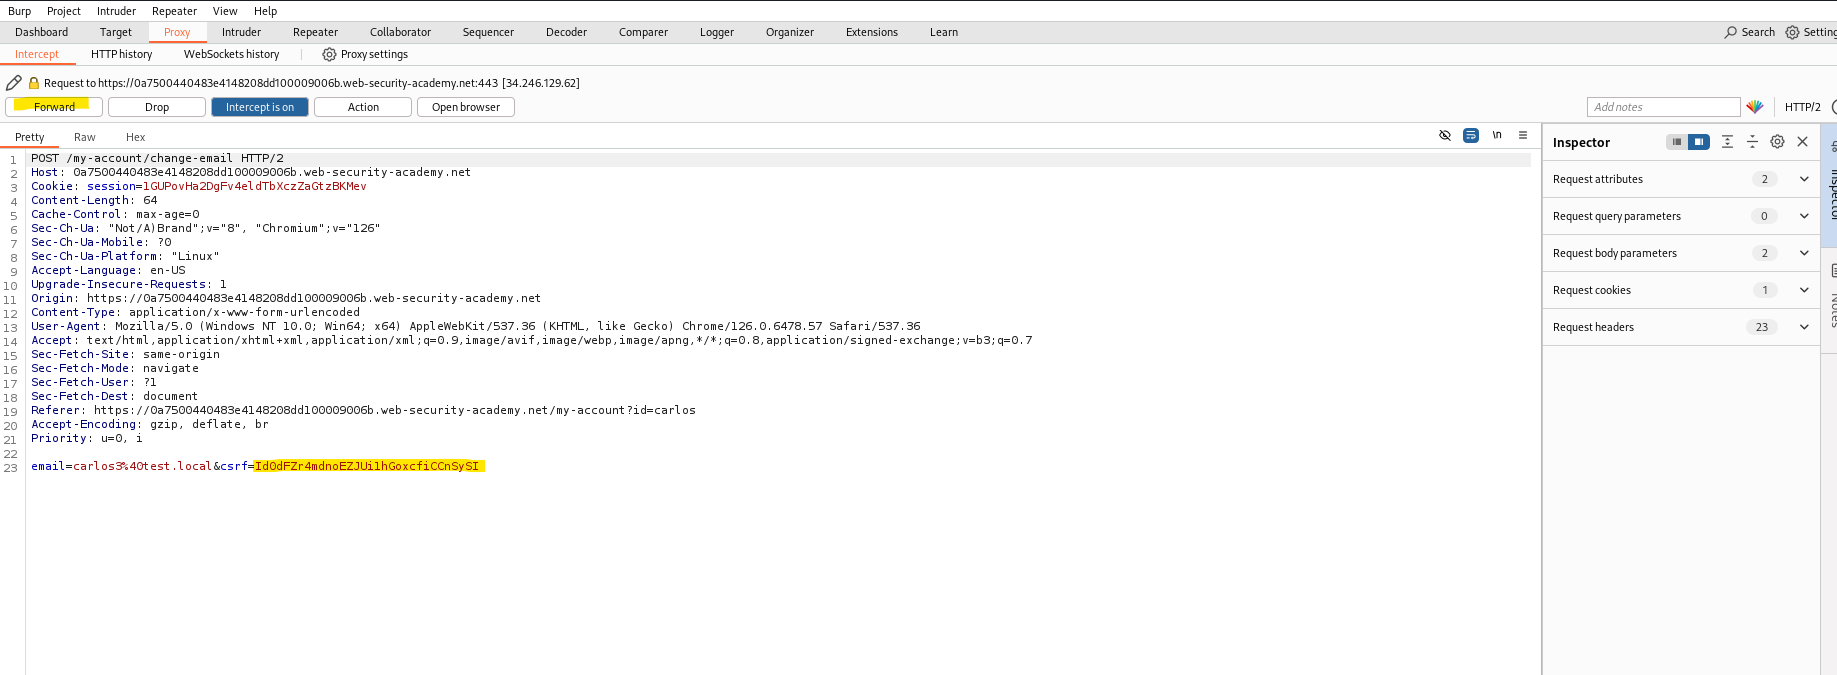 Burp Project Intruder Repeater View Help
Dashboard Target Proxy Intruder Repeater Collaborator Sequencer Decoder Comparer Logger Organizer Extensions Learn Search
Intercept HTTP history WebSockets history Proxy settings
Request to https://0a7500440483e4148208dd100009006b.web-security-academy.net:443 [34.246.129.62]
Forward Drop Intercept is on Action Open browser Add notes HTTP/2
Pretty Raw Hex \n
Inspector
1 POST /my-account/change-email HTTP/2
2 Host: 0a7500440483e4148208dd100009006b.web-security-academy.net
3 Cookie: session=1GUPovHa2DgFv4eldTbXczZaGtzBKMev
4 Content-Length: 64
5 Cache-Control: max-age=0
6 Sec-Ch-Ua: "Not/A)Brand";v="8", "Chromium";v="126"
7 Sec-Ch-Ua-Mobile: ?0
8 Sec-Ch-Ua-Platform: "Linux"
9 Accept-Language: en-US
10 Upgrade-Insecure-Requests: 1
11 Origin: https://0a7500440483e4148208dd100009006b.web-security-academy.net
12 Content-Type: application/x-www-form-urlencoded
13 User-Agent: Mozilla/5.0 (Windows NT 10.0; Win64; x64) AppleWebKit/537.36 (KHTML, like Gecko) Chrome/126.0.6478.57 Safari/537.36
14 Accept: text/html,application/xhtml+xml,application/xml;q=0.9,image/avif,image/webp,image/apng,*/*;q=0.8,application/signed-exchange;v=b3;q=0.7
15 Sec-Fetch-Site: same-origin
16 Sec-Fetch-Mode: navigate
17 Sec-Fetch-User: ?1
18 Sec-Fetch-Dest: document
19 Referer: https://0a7500440483e4148208dd100009006b.web-security-academy.net/my-account?id=carlos
20 Accept-Encoding: gzip, deflate, br
21 Priority: u=0, i
22
23 email=carlos3%40test.local&csrf=IdOdFZr4mdnoEZJUi1hGoxcfiCCnSySI
Request attributes 2
Request query parameters 0
Request body parameters 2
Request cookies 1
Request headers 23
Inspector
Notes